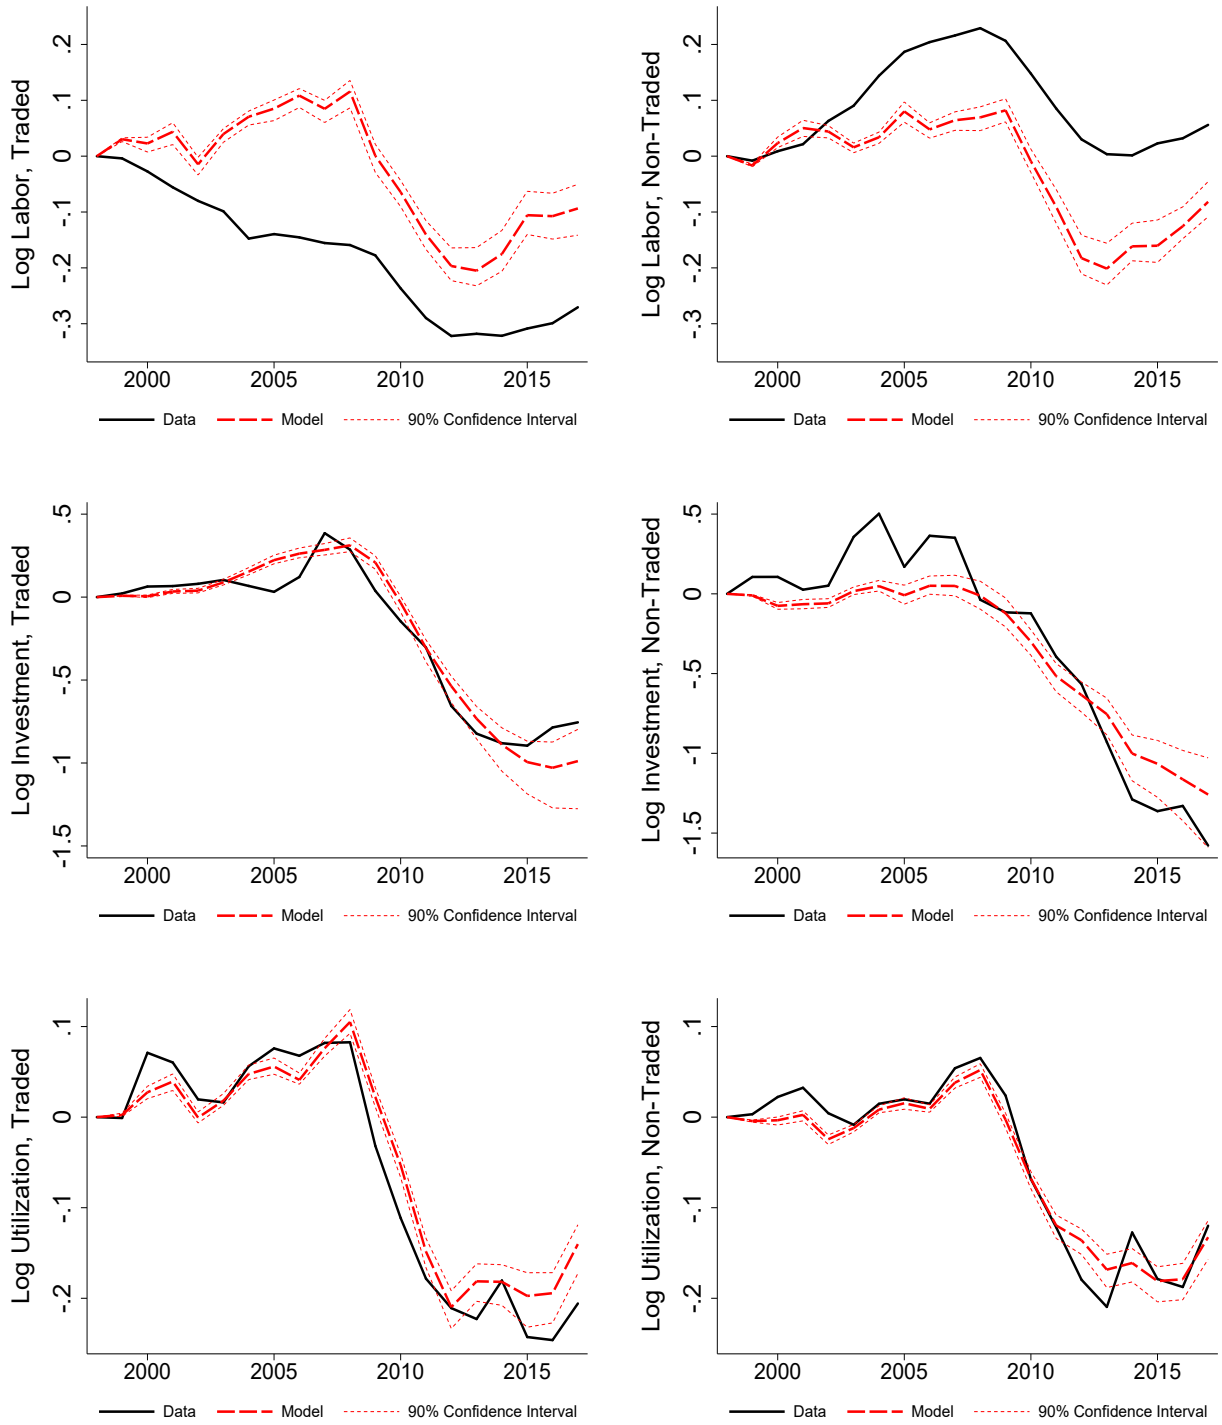 Log Labor, Traded
.2
.1
0
-.1
-.2
-.3
2000 2005 2010 2015
Data Model 90% Confidence Interval
Log Labor, Non-Traded
.2
.1
0
-.1
-.2
-.3
2000 2005 2010 2015
Data Model 90% Confidence Interval
Log Investment, Traded
.5
0
-.5
-1
-1.5
2000 2005 2010 2015
Data Model 90% Confidence Interval
Log Investment, Non-Traded
.5
0
-.5
-1
-1.5
2000 2005 2010 2015
Data Model 90% Confidence Interval
Log Utilization, Traded
.1
0
-.1
-.2
2000 2005 2010 2015
Data Model 90% Confidence Interval
Log Utilization, Non-Traded
.1
0
-.1
-.2
2000 2005 2010 2015
Data Model 90% Confidence Interval